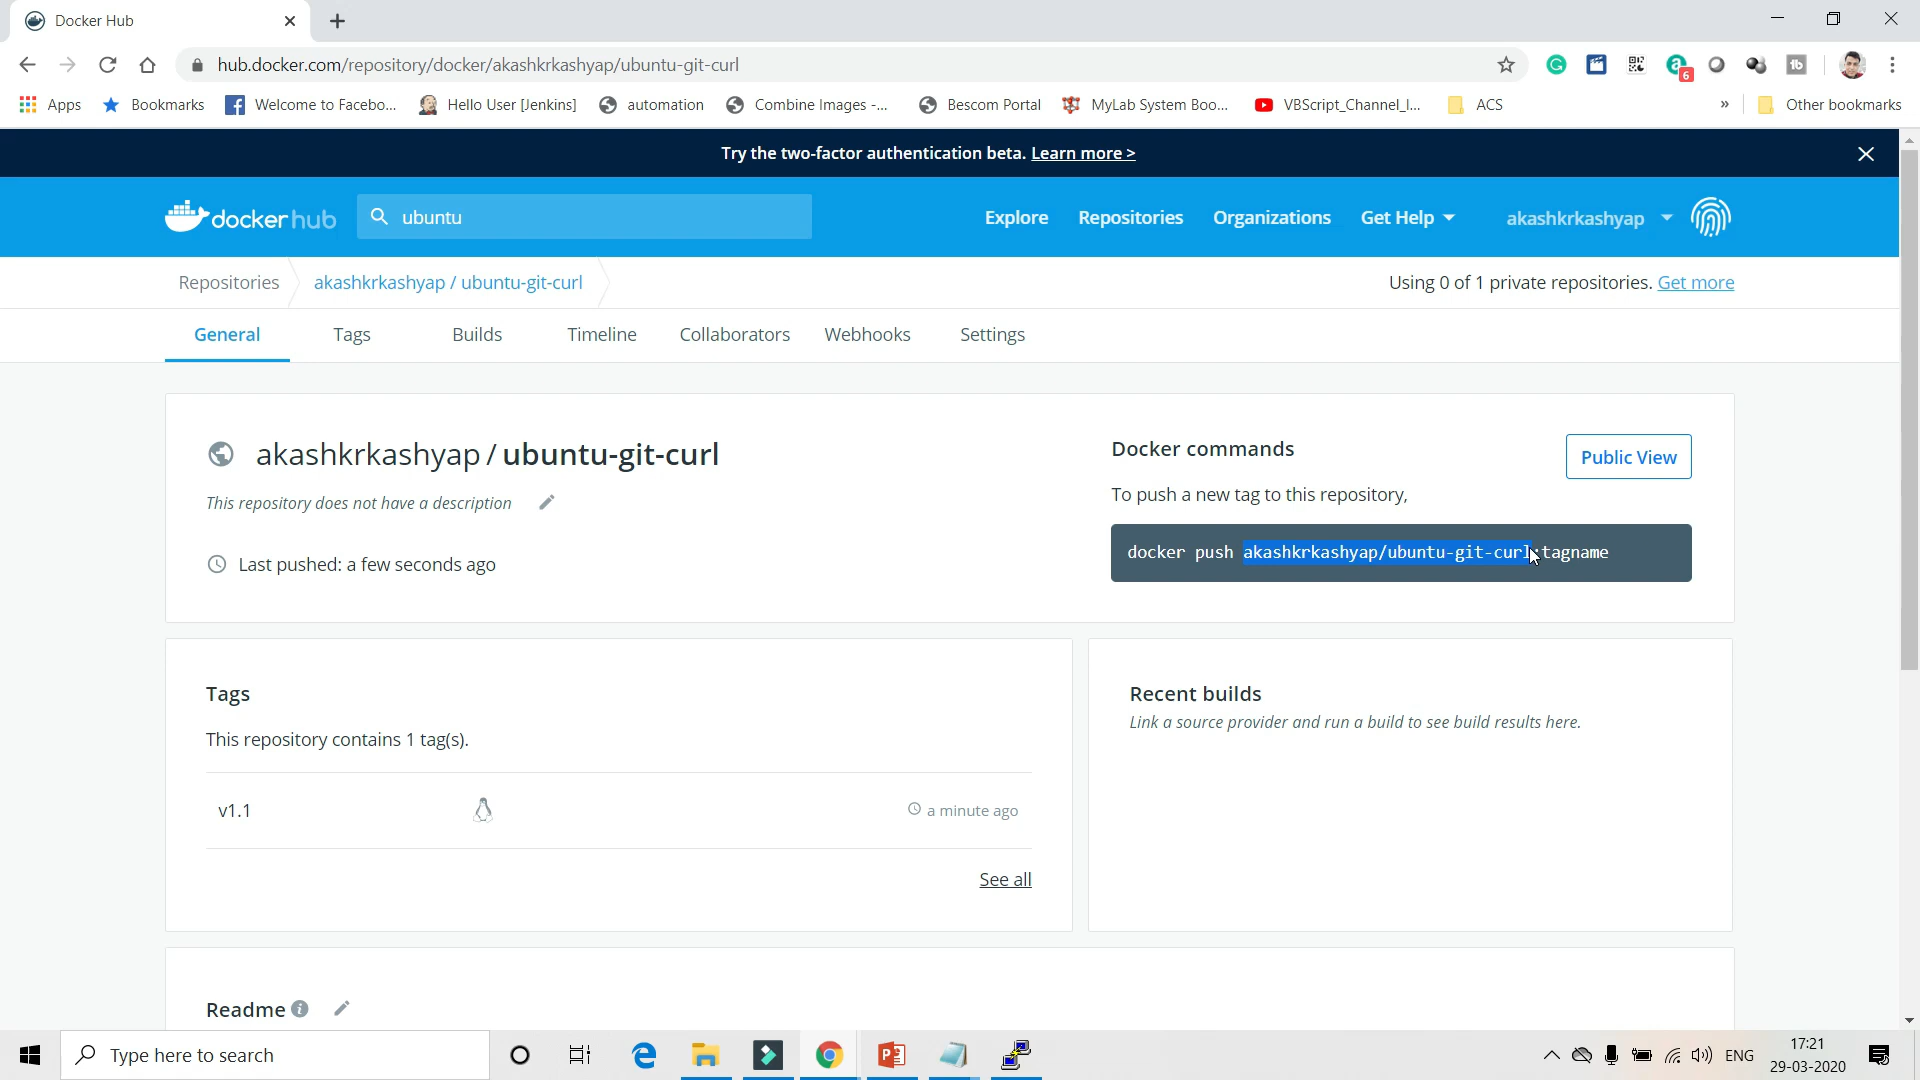 Docker Hub
hub.docker.com/repository/docker/akashkrkashyap/ubuntu-git-curl
6
Apps Bookmarks Welcome to Facebo... Hello User [Jenkins] automation Combine Images -... Bescom Portal MyLab System Boo... VBScript_Channel_I... ACS » Other bookmarks
Try the two-factor authentication beta. Learn more >
dockerhub ubuntu Explore Repositories Organizations Get Help akashkrkashyap
Repositories akashkrkashyap / ubuntu-git-curl Using 0 of 1 private repositories. Get more
General Tags Builds Timeline Collaborators Webhooks Settings
akashkrkashyap / ubuntu-git-curl
This repository does not have a description
Last pushed: a few seconds ago
Docker commands
Public View
To push a new tag to this repository,
docker push akashkrkashyap/ubuntu-git-curl:tagname
Tags
This repository contains 1 tag(s).
v1.1 a minute ago
See all
Recent builds
Link a source provider and run a build to see build results here.
Readme
Type here to search
ENG
17:21
29-03-2020